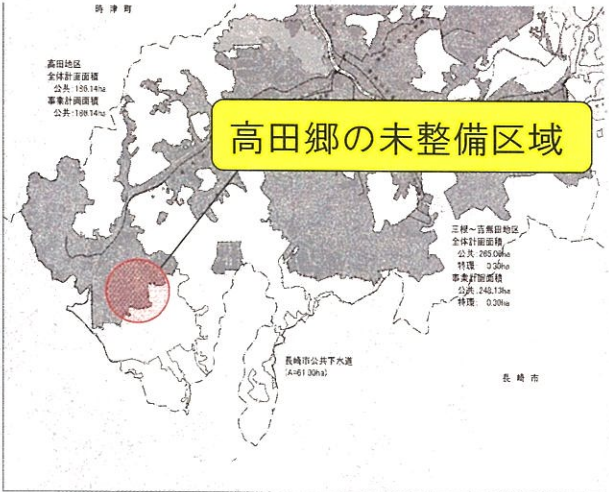 時津町
高田地区
全体計画面積
公共:186.14ha
事業計画面積
公共:186.14ha
高田郷の未整備区域
三根~吉無田地区
全体計画面積
公共:265.00ha
特環: 0.30ha
事業計画面積
公共:248.13ha
特環: 0.30ha
長崎市公共下水道
(A=61.00ha)
長崎市